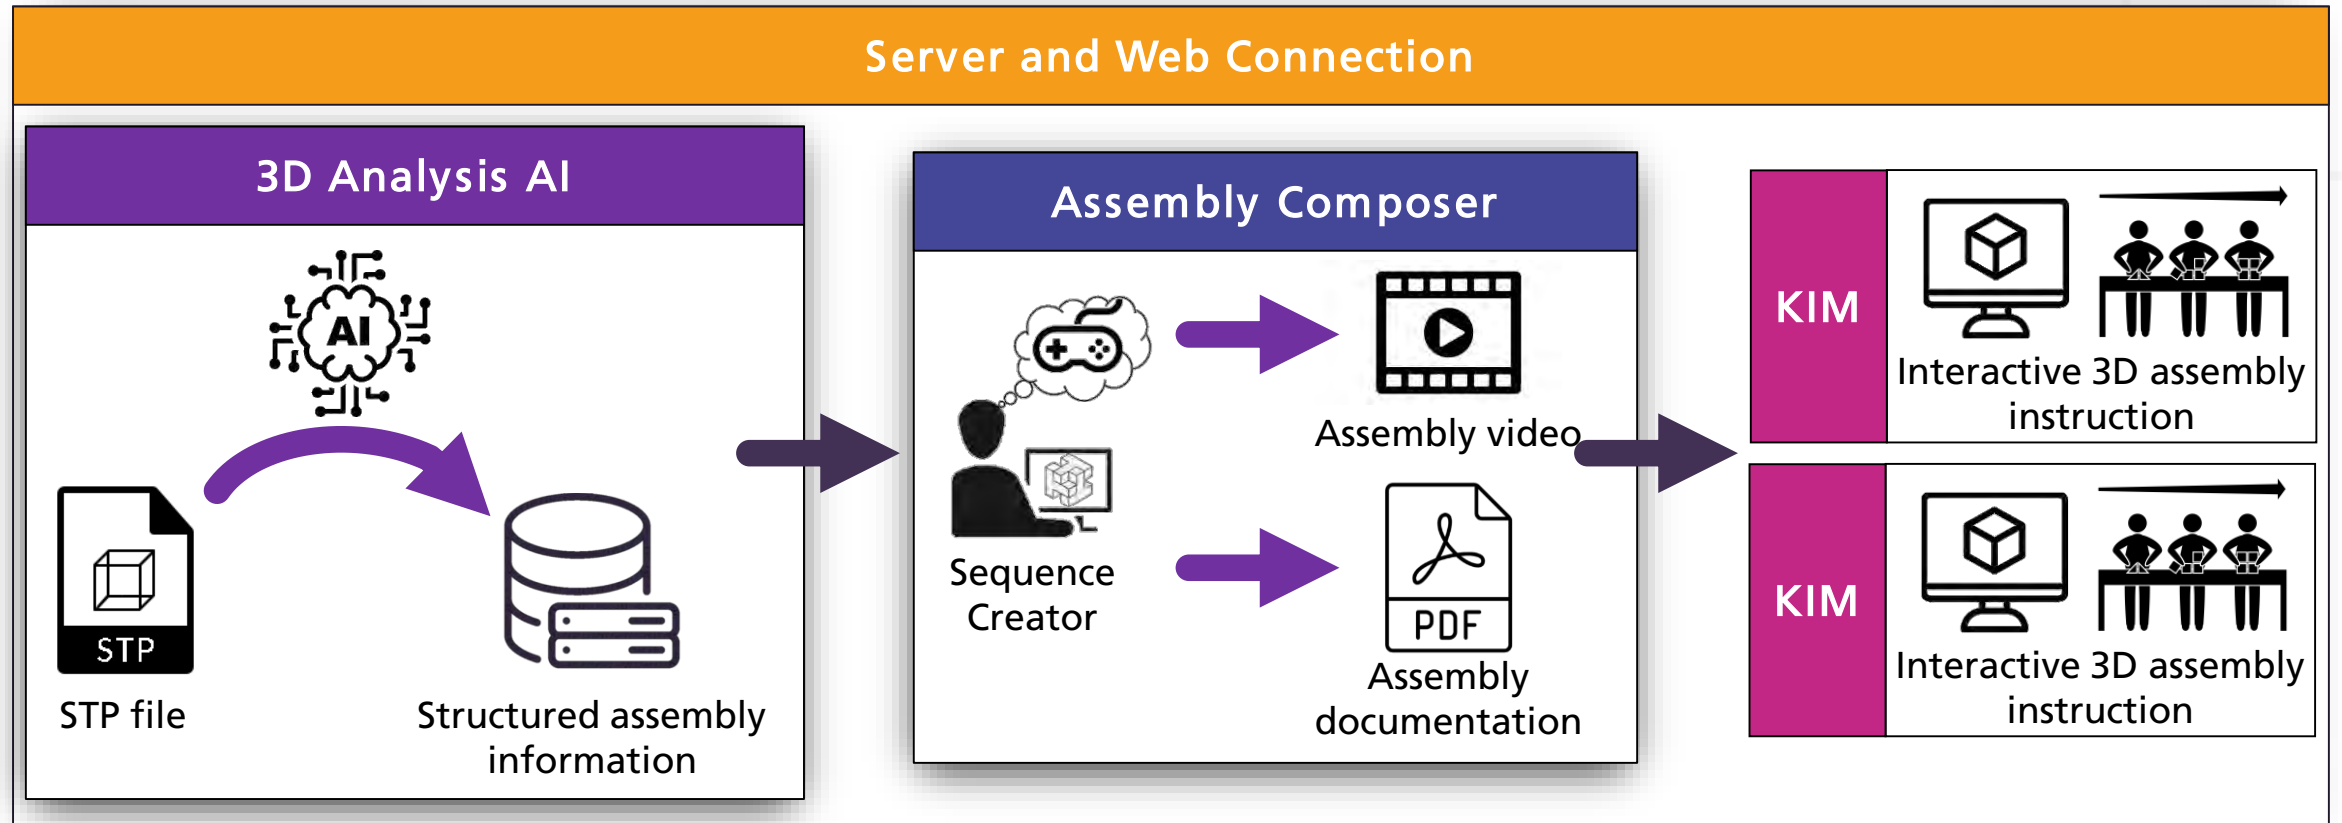 Server and Web Connection
3D Analysis AI
AI
STP
STP file
Structured assembly
information
Assembly Composer
Sequence
Creator
Assembly video
PDF
Assembly
documentation
KIM
Interactive 3D assembly
instruction
KIM
Interactive 3D assembly
instruction